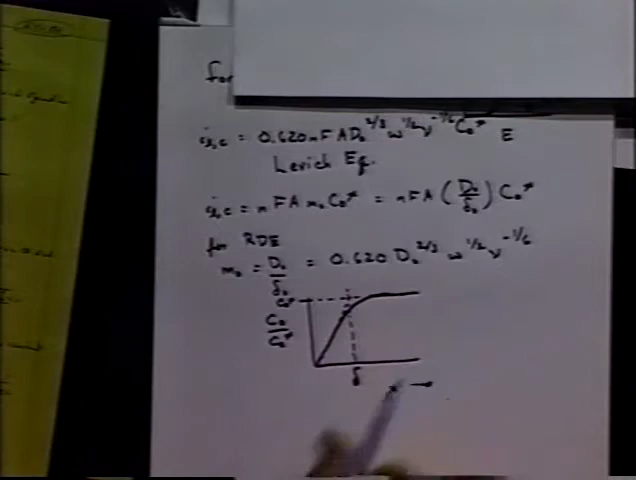 for
i_l,c = 0.620 n F A D_o^2/3 ω^1/2 ν^-1/6 C_o* E
Levich Eq.
i_l,c = n F A m_o C_o* = n F A (D_o/δ_o) C_o*
for RDE
m_o = D_o/δ_o = 0.620 D_o^2/3 ω^1/2 ν^-1/6
C_o/C_o*
δ
x →